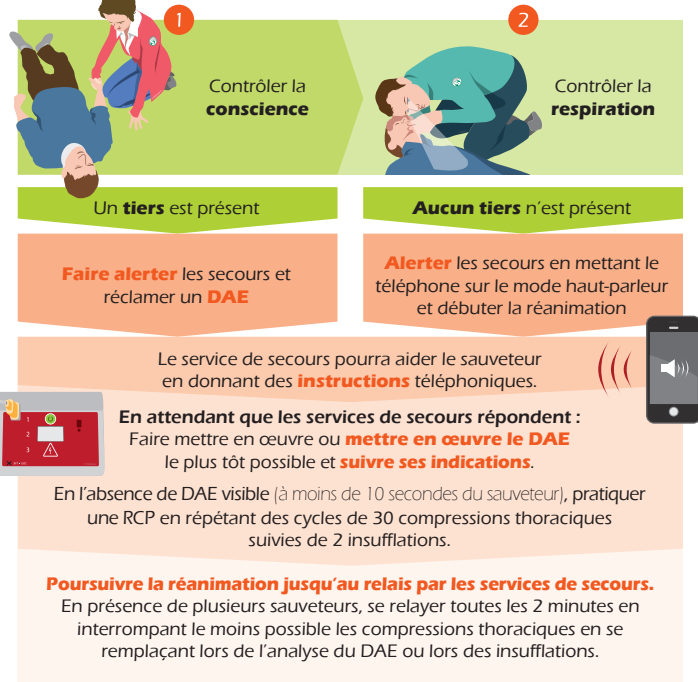 1
Contrôler la
conscience
2
Contrôler la
respiration
Un tiers est présent
Aucun tiers n’est présent
Faire alerter les secours et
réclamer un DAE
Alerter les secours en mettant le
téléphone sur le mode haut-parleur
et débuter la réanimation
Le service de secours pourra aider le sauveteur
en donnant des instructions téléphoniques.
1
2
3
En attendant que les services de secours répondent :
Faire mettre en œuvre ou mettre en œuvre le DAE
le plus tôt possible et suivre ses indications.
En l’absence de DAE visible (à moins de 10 secondes du sauveteur), pratiquer
une RCP en répétant des cycles de 30 compressions thoraciques
suivies de 2 insufflations.
Poursuivre la réanimation jusqu’au relais par les services de secours.
En présence de plusieurs sauveteurs, se relayer toutes les 2 minutes en
interrompant le moins possible les compressions thoraciques en se
remplaçant lors de l’analyse du DAE ou lors des insufflations.